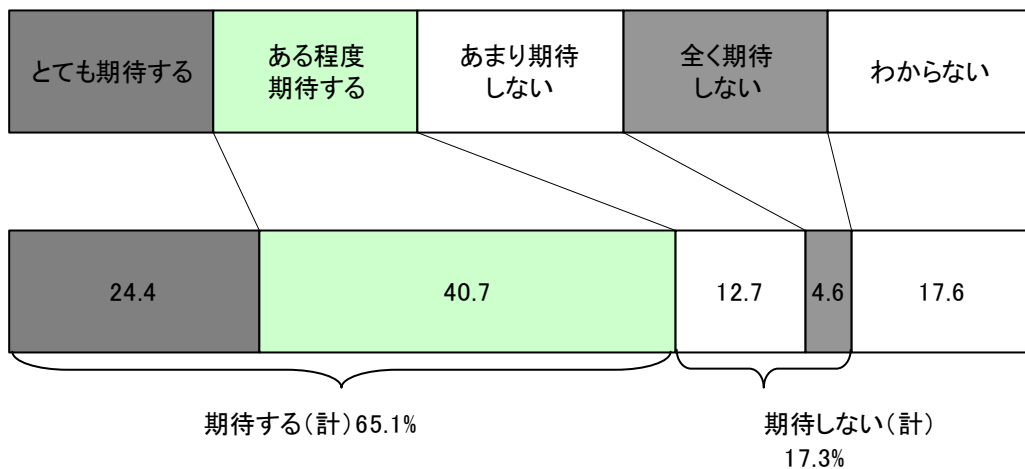 とても期待する
ある程度
期待する
あまり期待
しない
全く期待
しない
わからない
24.4
40.7
12.7
4.6
17.6
期待する(計)65.1%
期待しない(計)
17.3%